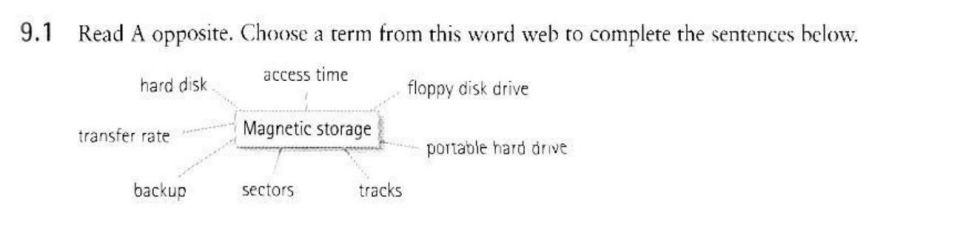 9.1 Read A opposite. Choose a term from this word web to complete the sentences below.
access time
hard disk
floppy disk drive
Magnetic storage
transfer rate
portable hard drive
backup
sectors
tracks